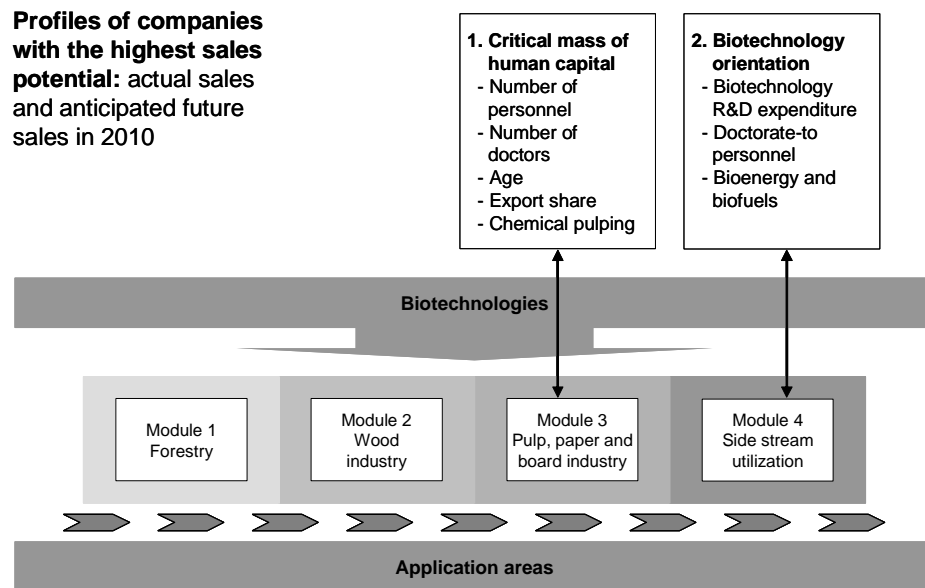 Profiles of companies
with the highest sales
potential: actual sales
and anticipated future
sales in 2010
1. Critical mass of
human capital
- Number of
personnel
- Number of
doctors
- Age
- Export share
- Chemical pulping
2. Biotechnology
orientation
- Biotechnology
R&D expenditure
- Doctorate-to
personnel
- Bioenergy and
biofuels
Biotechnologies
Module 1
Forestry
Module 2
Wood
industry
Module 3
Pulp, paper and
board industry
Module 4
Side stream
utilization
Application areas